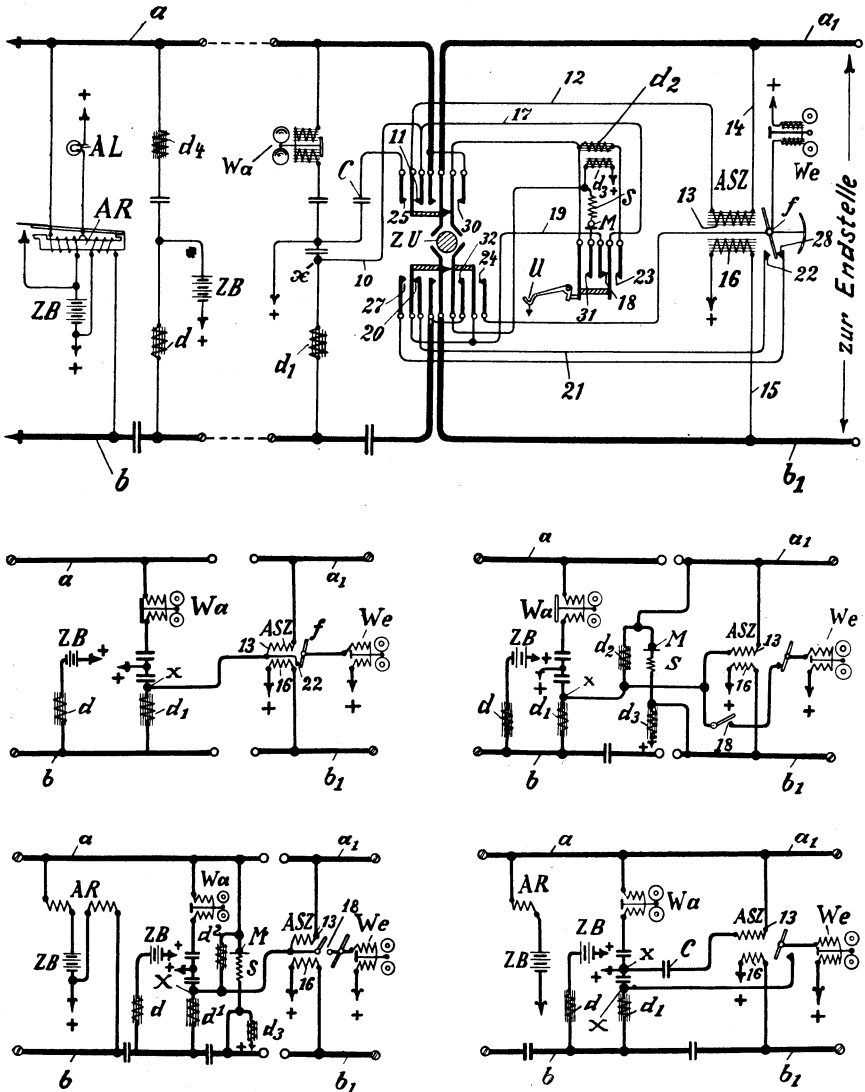 a
a1
+
AL
d4
Wa
C
12
17
d2
11
25
30
d3
+
S
M
19
14
13
ASZ
+
We
f
28
16
22
AR
ZB
ZB
ZU
32
24
x
10
27
20
U
31
18
23
+
zur Endstelle
+
d
+
+
d1
21
15
b
b1
a
a1
Wa
ZB
+
+
x
d
d1
13
ASZ
f
16
22
We
+
+
b
b1
a
a1
Wa
ZB
+
+
x
d
d1
d2
M
S
d3
+
ASZ
13
16
+
18
We
+
b
b1
a
a1
AR
ZB
+
Wa
ZB
+
+
X
d
d1
d2
M
S
d3
+
ASZ
13
18
16
+
We
+
b
b1
a
a1
AR
ZB
+
Wa
ZB
+
+
x
C
d
X
d1
ASZ
13
16
+
We
+
b
b1